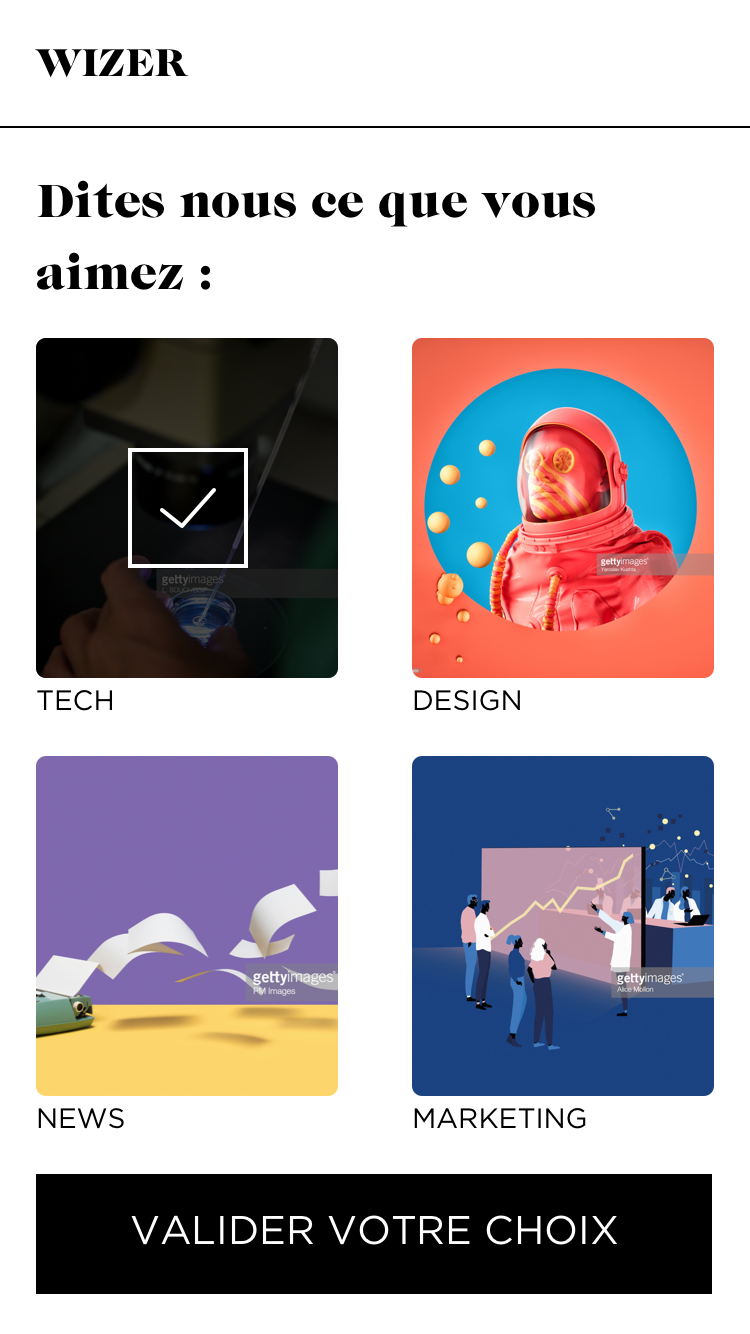 WIZER
Dites nous ce que vous
aimez :
gettyimages®
gettyimages®
Yaroslav Kushta
TECH
DESIGN
gettyimages®
PM Images
gettyimages®
Alice Mollon
NEWS
MARKETING
VALIDER VOTRE CHOIX